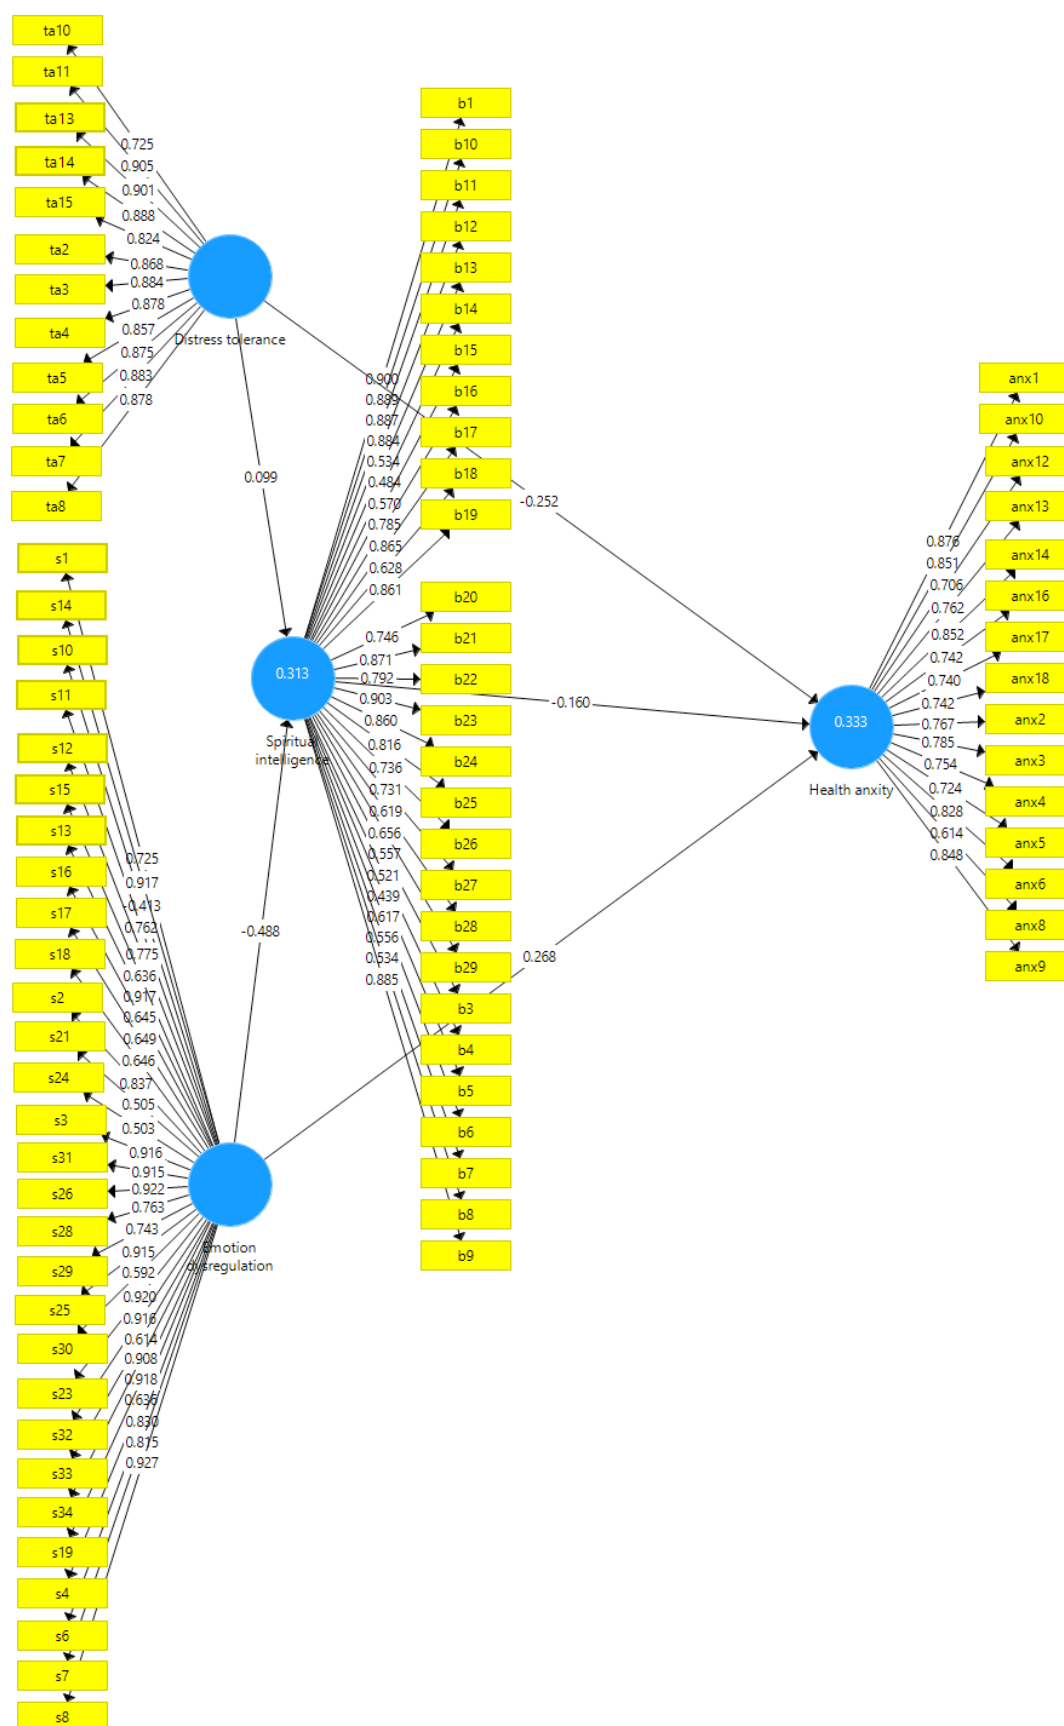 ta10
ta11
ta13
ta14
ta15
ta2
ta3
ta4
ta5
ta6
ta7
ta8
0.725
0.905
0.901
0.888
0.824
0.868
0.884
0.878
0.857
0.875
0.883
0.878
Distress tolerance
0.099
-0.252
s1
s14
s10
s11
s12
s15
s13
s16
s17
s18
s2
s21
s24
s3
s31
s26
s28
s29
s25
s30
s23
s32
s33
s34
s19
s4
s6
s7
s8
0.725
0.917
-0.413
0.762
0.775
0.636
0.917
0.645
0.649
0.646
0.837
0.505
0.503
0.916
0.915
0.922
0.763
0.743
0.915
0.592
0.920
0.916
0.614
0.908
0.918
0.636
0.830
0.815
0.927
Emotion
dysregulation
-0.488
0.268
b1
b10
b11
b12
b13
b14
b15
b16
b17
b18
b19
b20
b21
b22
b23
b24
b25
b26
b27
b28
b29
b3
b4
b5
b6
b7
b8
b9
0.900
0.889
0.887
0.884
0.534
0.484
0.570
0.785
0.865
0.628
0.861
0.746
0.871
0.792
0.903
0.860
0.816
0.736
0.731
0.619
0.656
0.557
0.521
0.439
0.617
0.556
0.534
0.885
0.313
Spiritual
intelligence
-0.160
anx1
anx10
anx12
anx13
anx14
anx16
anx17
anx18
anx2
anx3
anx4
anx5
anx6
anx8
anx9
0.876
0.851
0.706
0.762
0.852
0.742
0.740
0.742
0.767
0.785
0.754
0.724
0.828
0.614
0.848
0.333
Health anxity